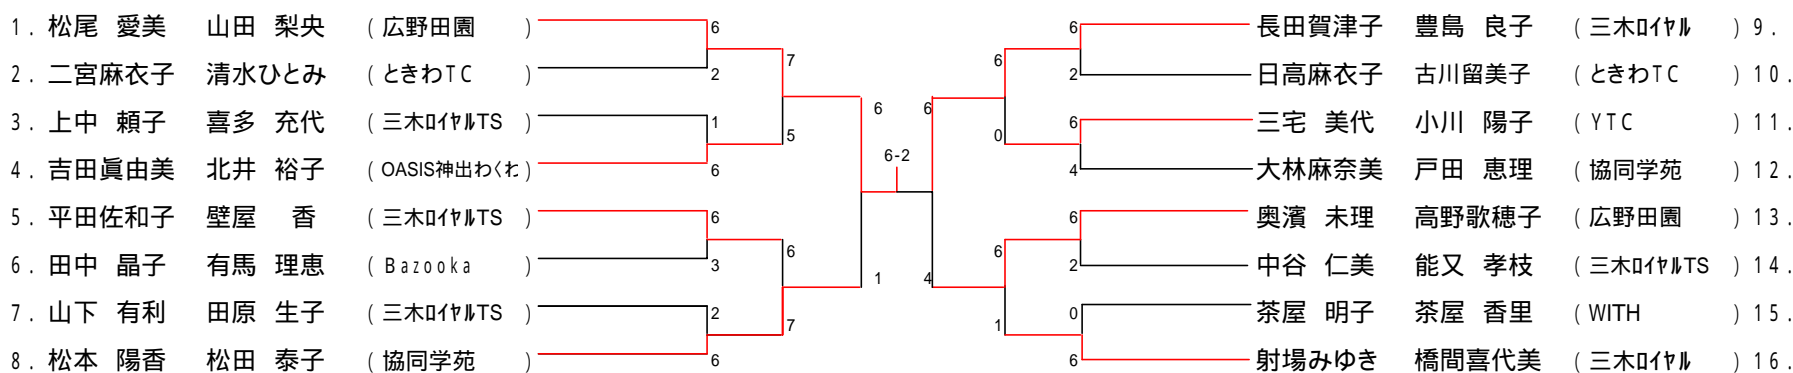 1. 松尾 愛美 山田 梨央 (広野田園)
2. 二宮麻衣子 清水ひとみ (ときわTC)
3. 上中 頼子 喜多 充代 (三木ﾛｲﾔﾙTS)
4. 吉田眞由美 北井 裕子 (OASIS神出わくわ)
5. 平田佐和子 壁屋 香 (三木ﾛｲﾔﾙTS)
6. 田中 晶子 有馬 理恵 (Bazooka)
7. 山下 有利 田原 生子 (三木ﾛｲﾔﾙTS)
8. 松本 陽香 松田 泰子 (協同学苑)
6
2
1
6
6
3
2
6
7
5
6
7
6
1
6-2
6
4
6
0
6
1
6
2
6
4
6
2
0
6
長田賀津子 豊島 良子 (三木ﾛｲﾔﾙ) 9.
日高麻衣子 古川留美子 (ときわTC) 10.
三宅 美代 小川 陽子 (YTC) 11.
大林麻奈美 戸田 恵理 (協同学苑) 12.
奥濱 未理 高野歌穂子 (広野田園) 13.
中谷 仁美 能又 孝枝 (三木ﾛｲﾔﾙTS) 14.
茶屋 明子 茶屋 香里 (WITH) 15.
射場みゆき 橋間喜代美 (三木ﾛｲﾔﾙ) 16.